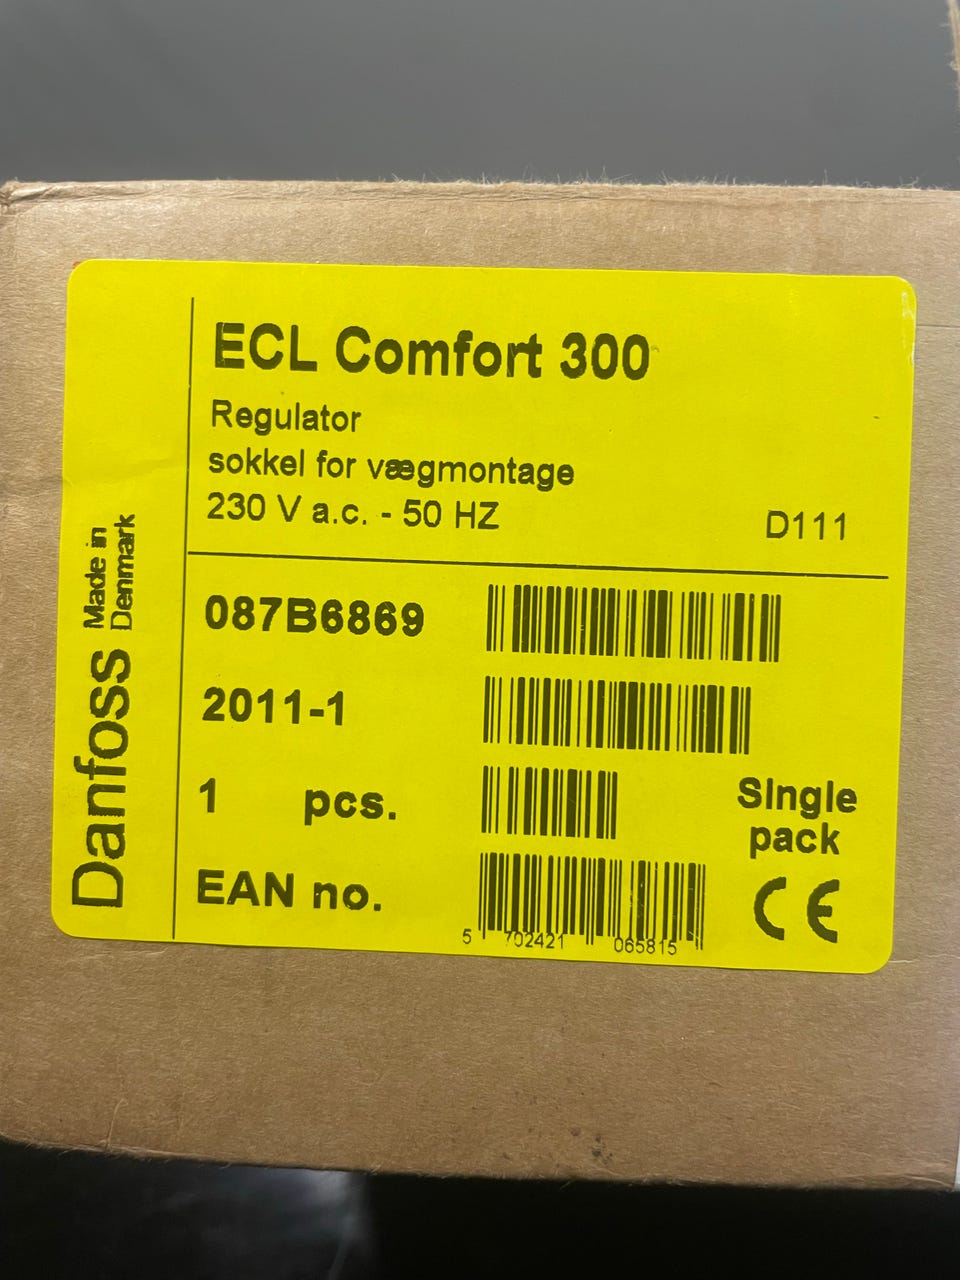 ECL Comfort 300
Regulator
sokkel for vægmontage
230 V a.c. - 50 HZ
D111
087B6869
2011-1
1 pcs.
Single
pack
EAN no.
5 702421 065815
CE
Danfoss
Made in
Denmark